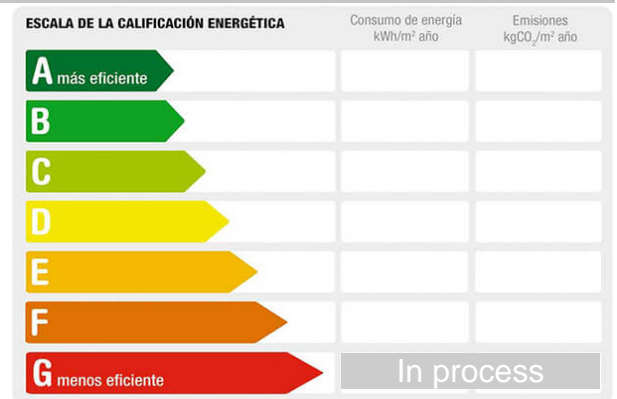 ESCALA DE LA CALIFICACIÓN ENERGÉTICA
Consumo de energía
kWh/m² año
Emisiones
kgCO₂/m² año
A más eficiente
B
C
D
E
F
G menos eficiente
In process